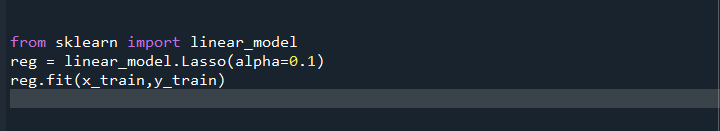 from sklearn import linear_model
reg = linear_model.Lasso(alpha=0.1)
reg.fit(x_train,y_train)